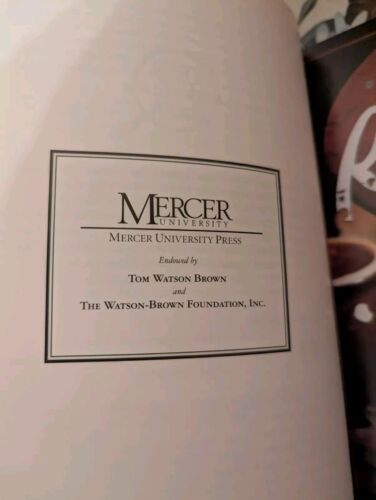 MERCER
UNIVERSITY
MERCER UNIVERSITY PRESS
Endowed by
TOM WATSON BROWN
and
THE WATSON-BROWN FOUNDATION, INC.